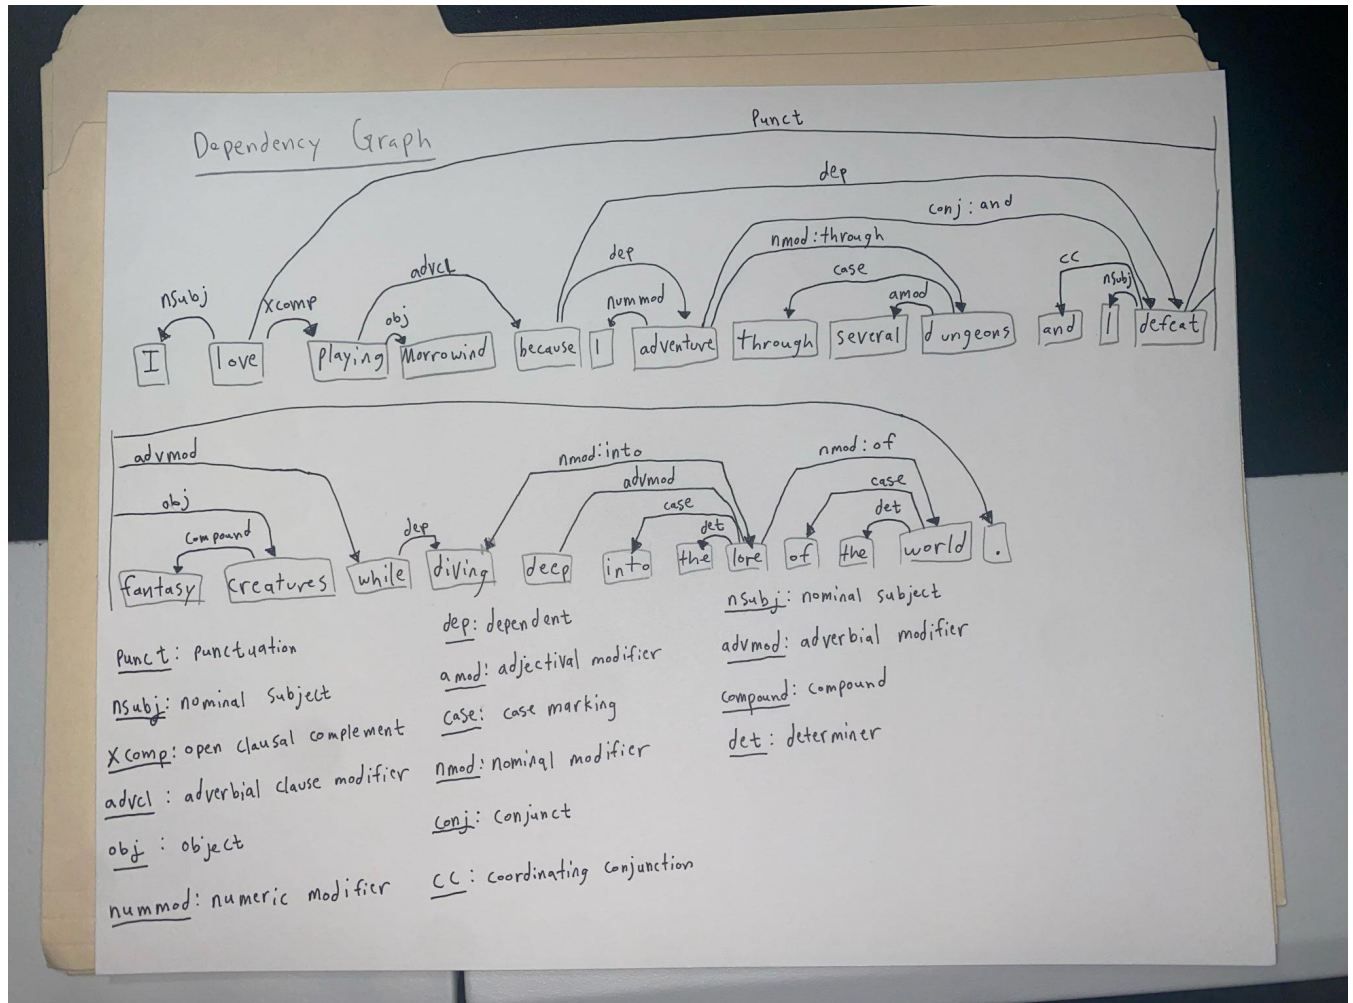 Dependency Graph
Punct
dep
conj: and
nmod: through
nsubj
xcomp
advcl
obj
dep
nummod
case
amod
cc
nsubj
I love playing Morrowind because I adventure through several dungeons and I defeat
advmod
obj
compound
dep
nmod: into
advmod
case
det
nmod: of
case
det
fantasy creatures while diving deep into the lore of the world .
Punct: punctuation
nsubj: nominal subject
xcomp: open clausal complement
advcl: adverbial clause modifier
obj: object
nummod: numeric modifier
dep: dependent
amod: adjectival modifier
case: case marking
nmod: nominal modifier
conj: conjunct
CC: coordinating conjunction
nsubj: nominal subject
advmod: adverbial modifier
compound: compound
det: determiner